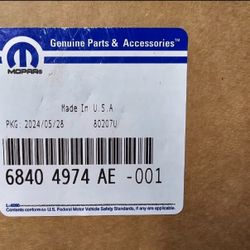 Genuine Parts & Accessories™
MOPAR®
Made In U.S.A
PKG. 2024/05/28 80207U
6840 4974 AE -001
Contents conform to U.S. Federal Motor Vehicle Safety Standards, if any are applicable.